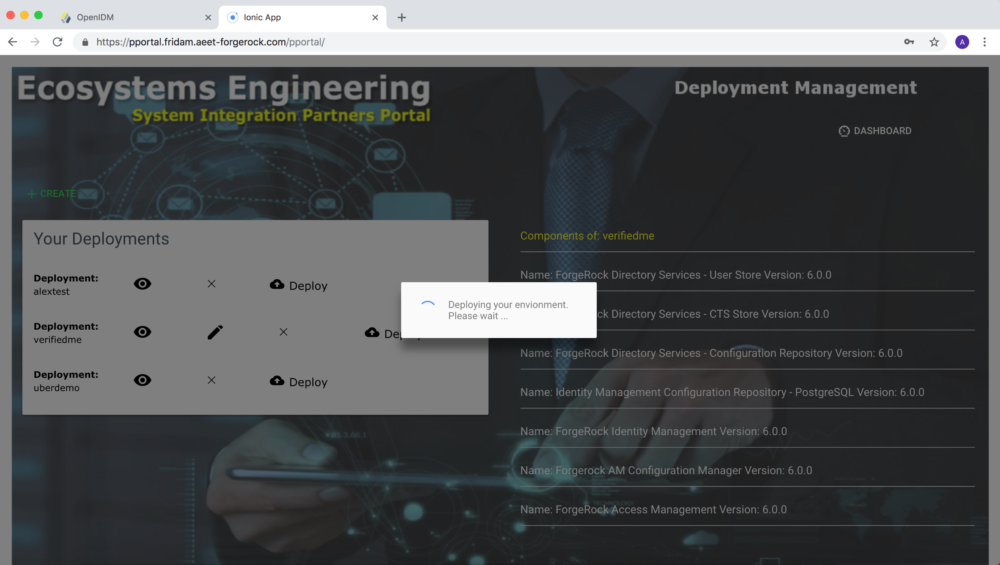 OpenIDM
Ionic App
https://pportal.fridam.aeet-forgerock.com/pportal/
A
Ecosystems Engineering
System Integration Partners Portal
Deployment Management
DASHBOARD
CREATE
Your Deployments
Deployment:
alextest
Deploy
Deployment:
verifiedme
Deployment:
uberdemo
Deploy
Deploying your envionment.
Please wait ...
Components of: verifiedme
Name: ForgeRock Directory Services - User Store Version: 6.0.0
ck Directory Services - CTS Store Version: 6.0.0
Name: ForgeRock Directory Services - Configuration Repository Version: 6.0.0
Name: Identity Management Configuration Repository - PostgreSQL Version: 6.0.0
Name: ForgeRock Identity Management Version: 6.0.0
Name: Forgerock AM Configuration Manager Version: 6.0.0
Name: ForgeRock Access Management Version: 6.0.0
85.3.66.1
TECHNOLOGY